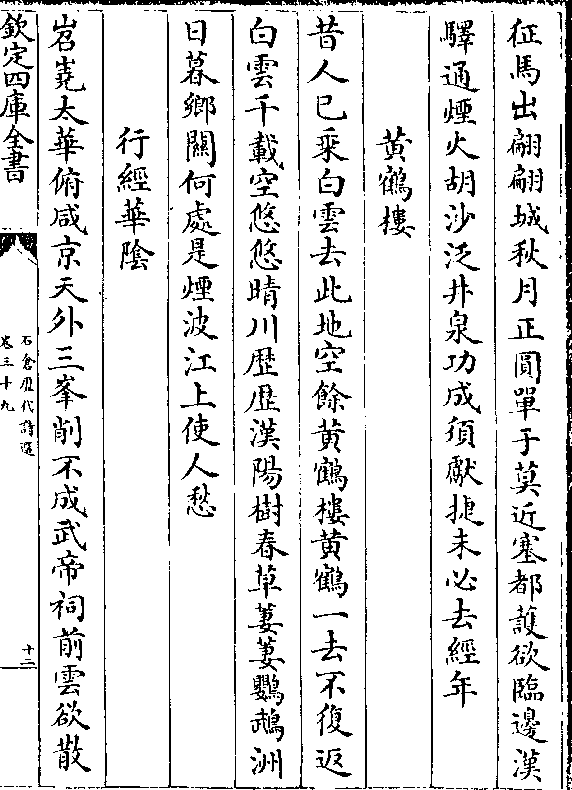 征馬出翩翩城秋月正圓單于莫近塞都䕶欲臨邊漢
驛通煙火胡沙泛井泉功成須獻捷未必去經年
黄鶴樓
昔人已乘白雲去此地空餘黄鶴樓黄鶴一去不復返
白雲千載空悠悠晴川歴歴漢陽樹春草萋萋鸚鵡洲
日暮鄉關何處是煙波江上使人愁
行經華陰
岧嶤太華俯咸京天外三峯削不成武帝祠前雲欲散
欽定四庫全書
石倉歴代詩選
卷三十九
十二